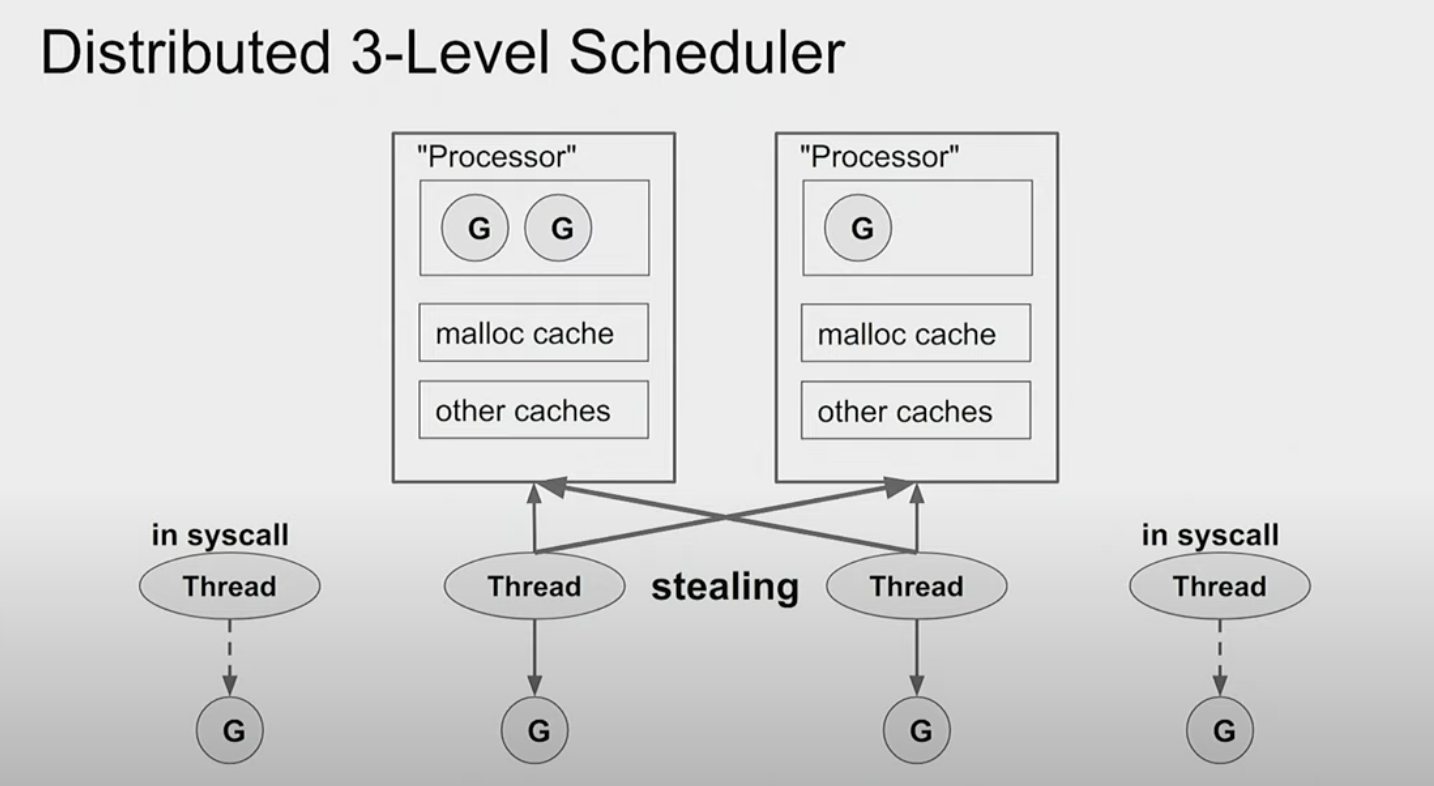 Distributed 3-Level Scheduler
"Processor"
"Processor"
G G
G
malloc cache
malloc cache
other caches
other caches
in syscall
in syscall
Thread
Thread
stealing
Thread
Thread
G
G
G
G